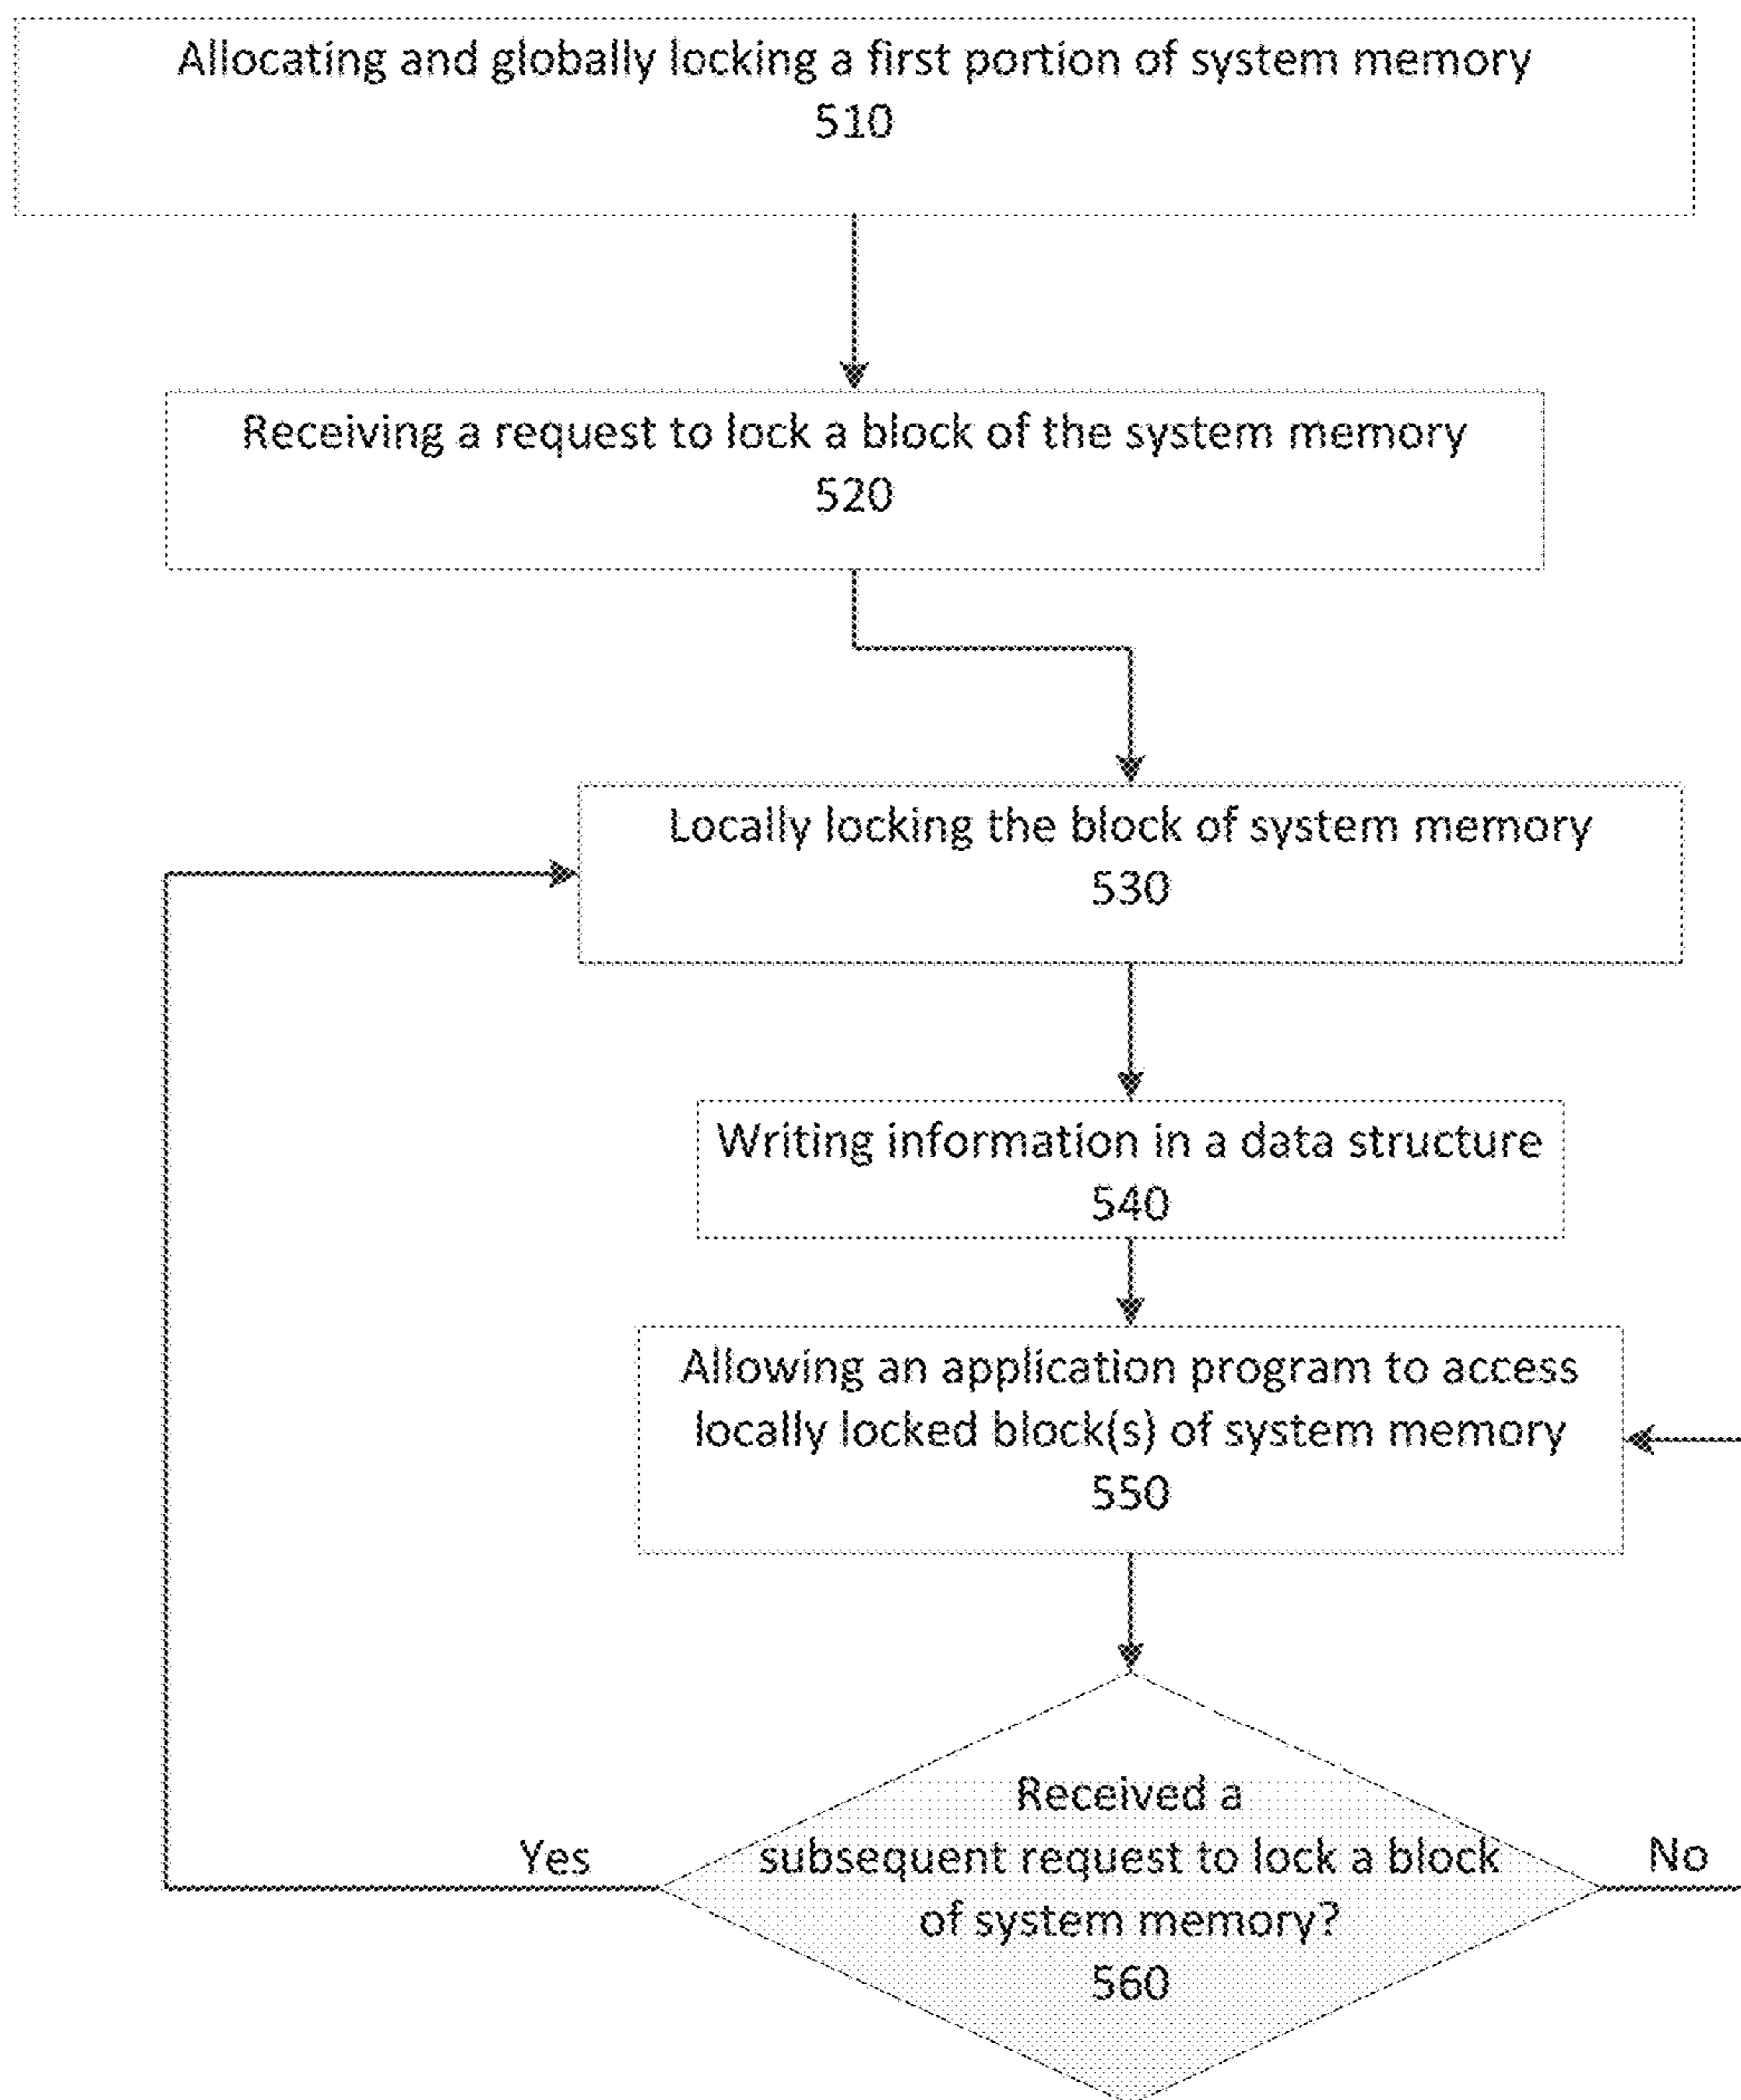 Allocating and globally locking a first portion of system memory
510
Receiving a request to lock a block of the system memory
520
Locally locking the block of system memory
530
Writing information in a data structure
540
Allowing an application program to access
locally locked block(s) of system memory
550
Received a
subsequent request to lock a block
of system memory?
560
Yes
No